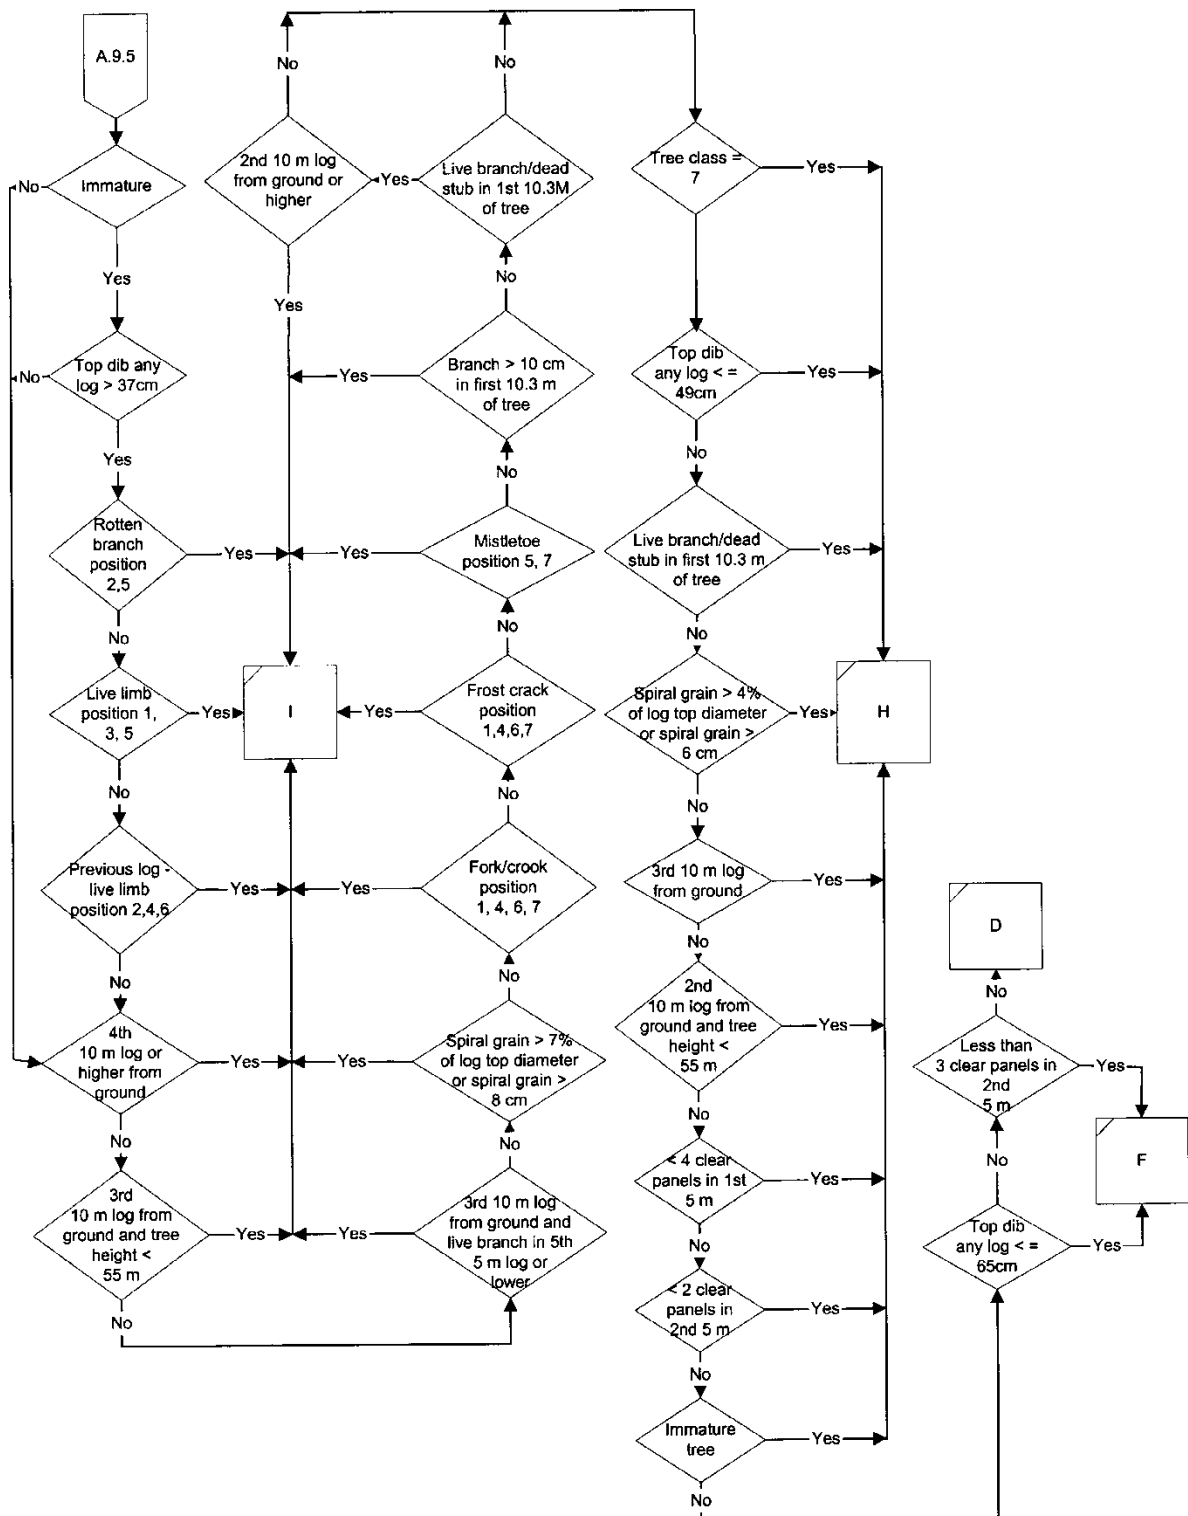 A.9.5
Immature
No
Yes
Top dib any
log > 37cm
No
Yes
Rotten
branch
position
2,5
Yes
No
Live limb
position 1,
3, 5
Yes
No
Previous log -
live limb
position 2,4,6
Yes
No
4th
10 m log or
higher from
ground
Yes
No
3rd
10 m log from
ground and tree
height <
55 m
Yes
No
3rd 10 m log
from ground and
live branch in 5th
5 m log or
lower
Yes
No
Spiral grain > 7%
of log top diameter
or spiral grain >
8 cm
Yes
No
Fork/crook
position
1, 4, 6, 7
Yes
No
Frost crack
position
1,4,6,7
Yes
No
Mistletoe
position 5, 7
Yes
No
Branch > 10 cm
in first 10.3 m
of tree
Yes
No
Live branch/dead
stub in 1st 10.3M
of tree
Yes
No
2nd 10 m log
from ground or
higher
No
Yes
I
Tree class =
7
Yes
Top dib
any log < =
49cm
Yes
No
Live branch/dead
stub in first 10.3 m
of tree
Yes
No
Spiral grain > 4%
of log top diameter
or spiral grain >
6 cm
Yes
No
3rd 10 m log
from ground
Yes
No
2nd
10 m log from
ground and tree
height <
55 m
Yes
No
< 4 clear
panels in 1st
5 m
Yes
No
< 2 clear
panels in
2nd 5 m
Yes
No
Immature
tree
Yes
No
H
Top dib
any log < =
65cm
Yes
No
Less than
3 clear panels in
2nd
5 m
Yes
No
D
F